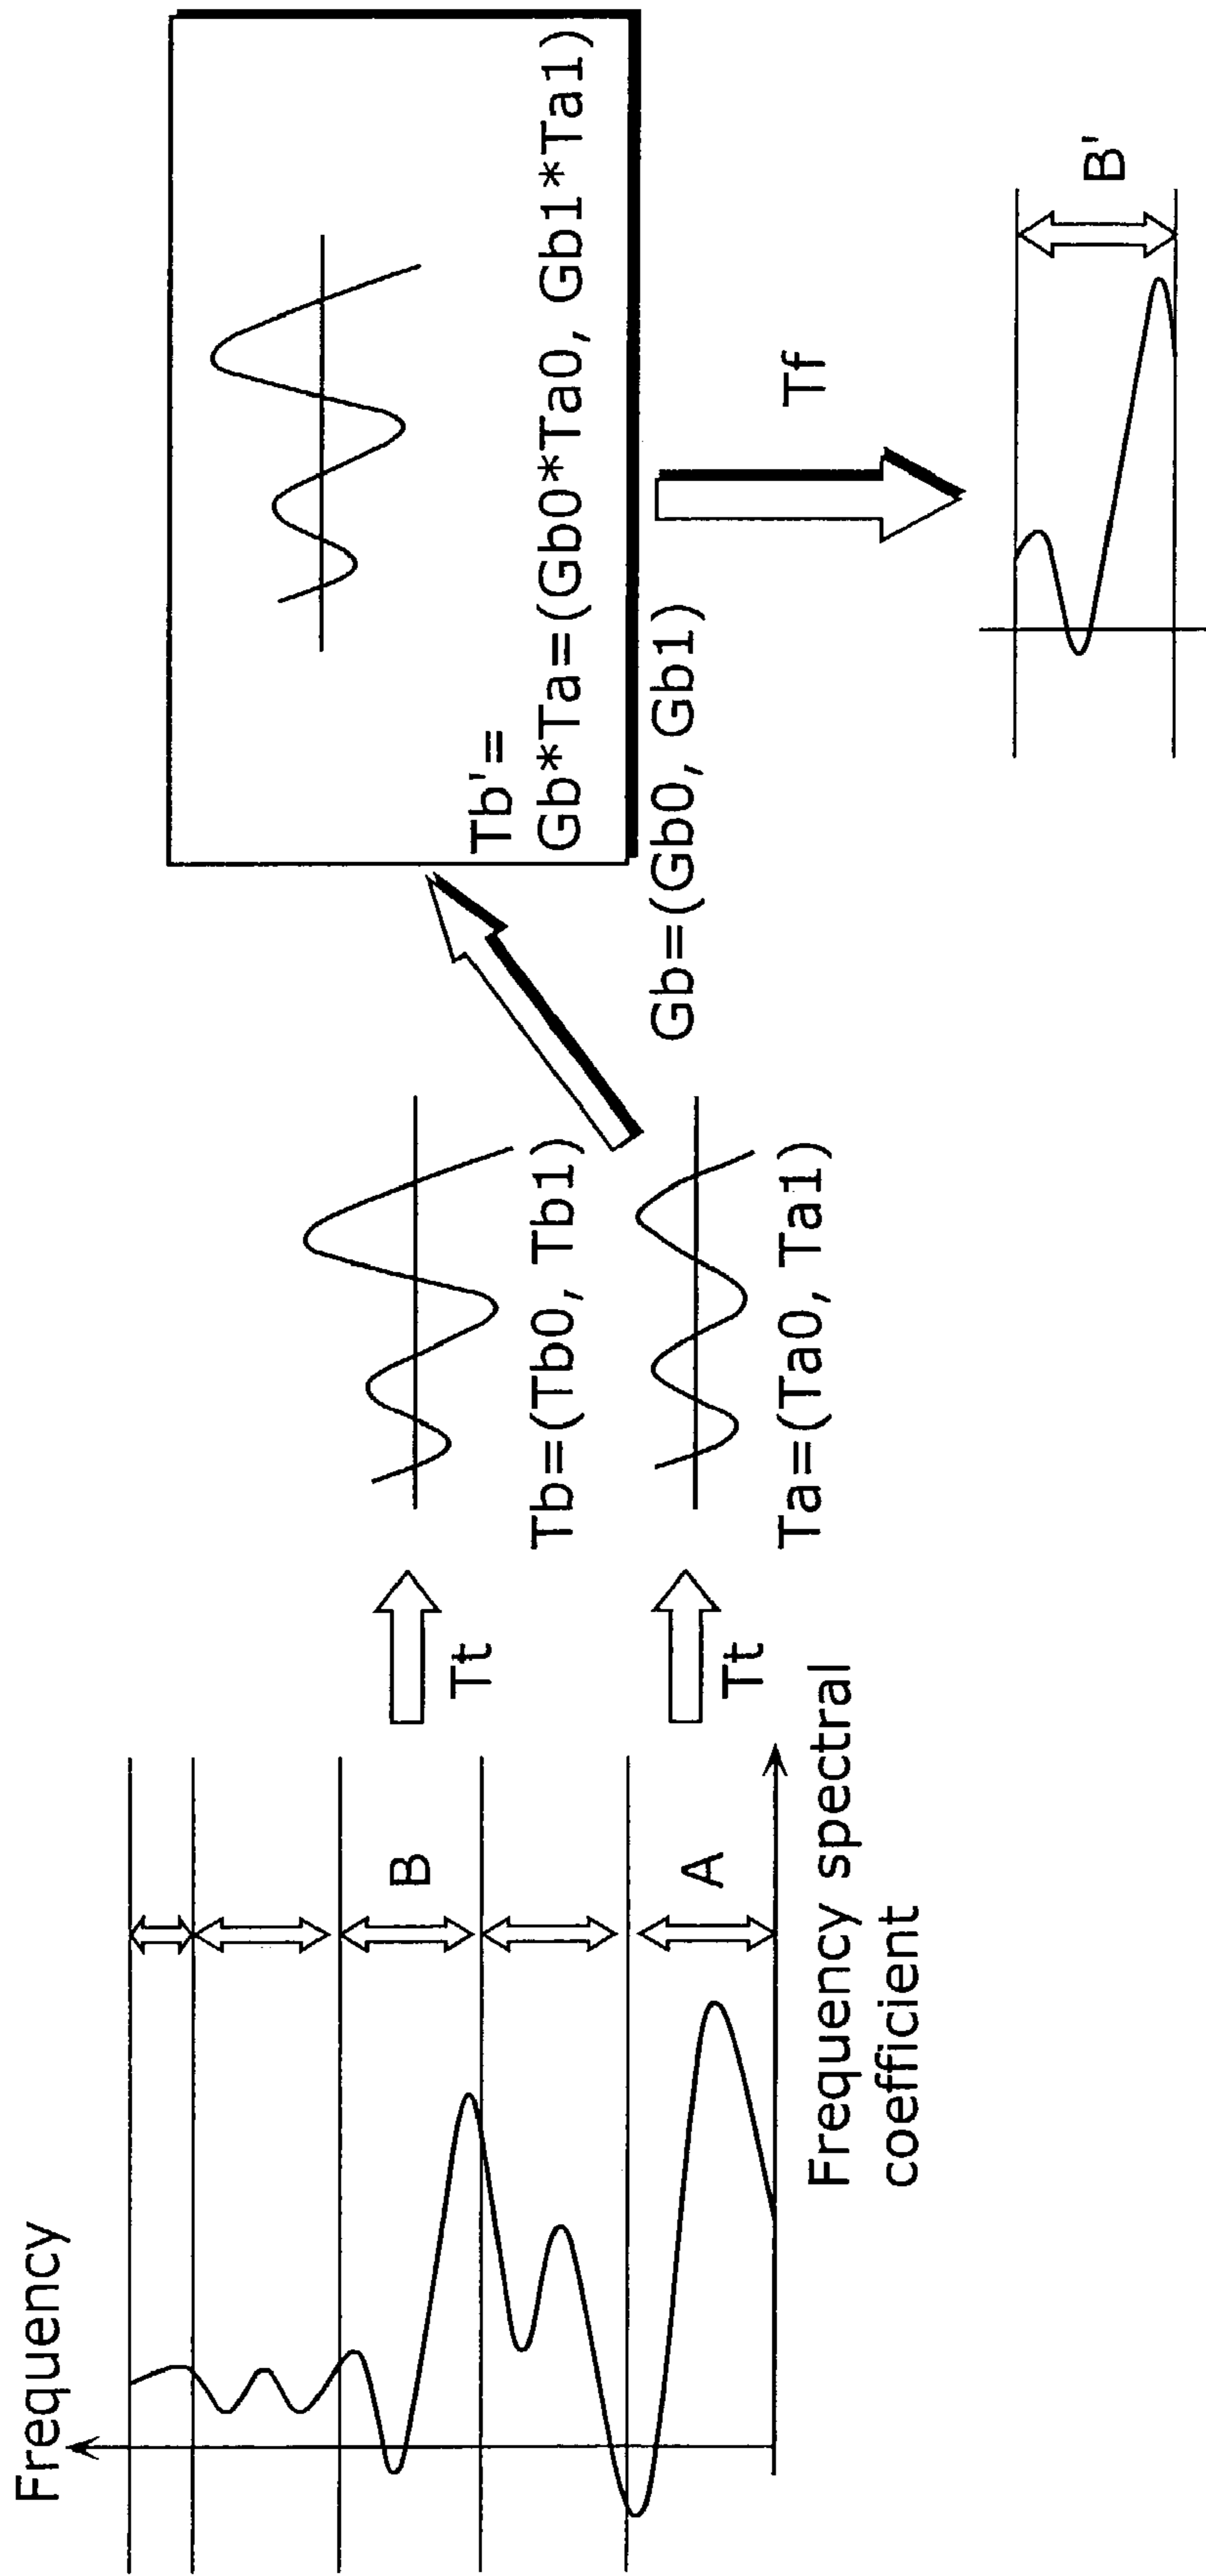 Frequency
B
A
Frequency spectral
coefficient
Tt
Tt
Tb=(Tb0, Tb1)
Ta=(Ta0, Ta1)
Tb'=
Gb*Ta=(Gb0*Ta0, Gb1*Ta1)
Gb=(Gb0, Gb1)
Tf
B'